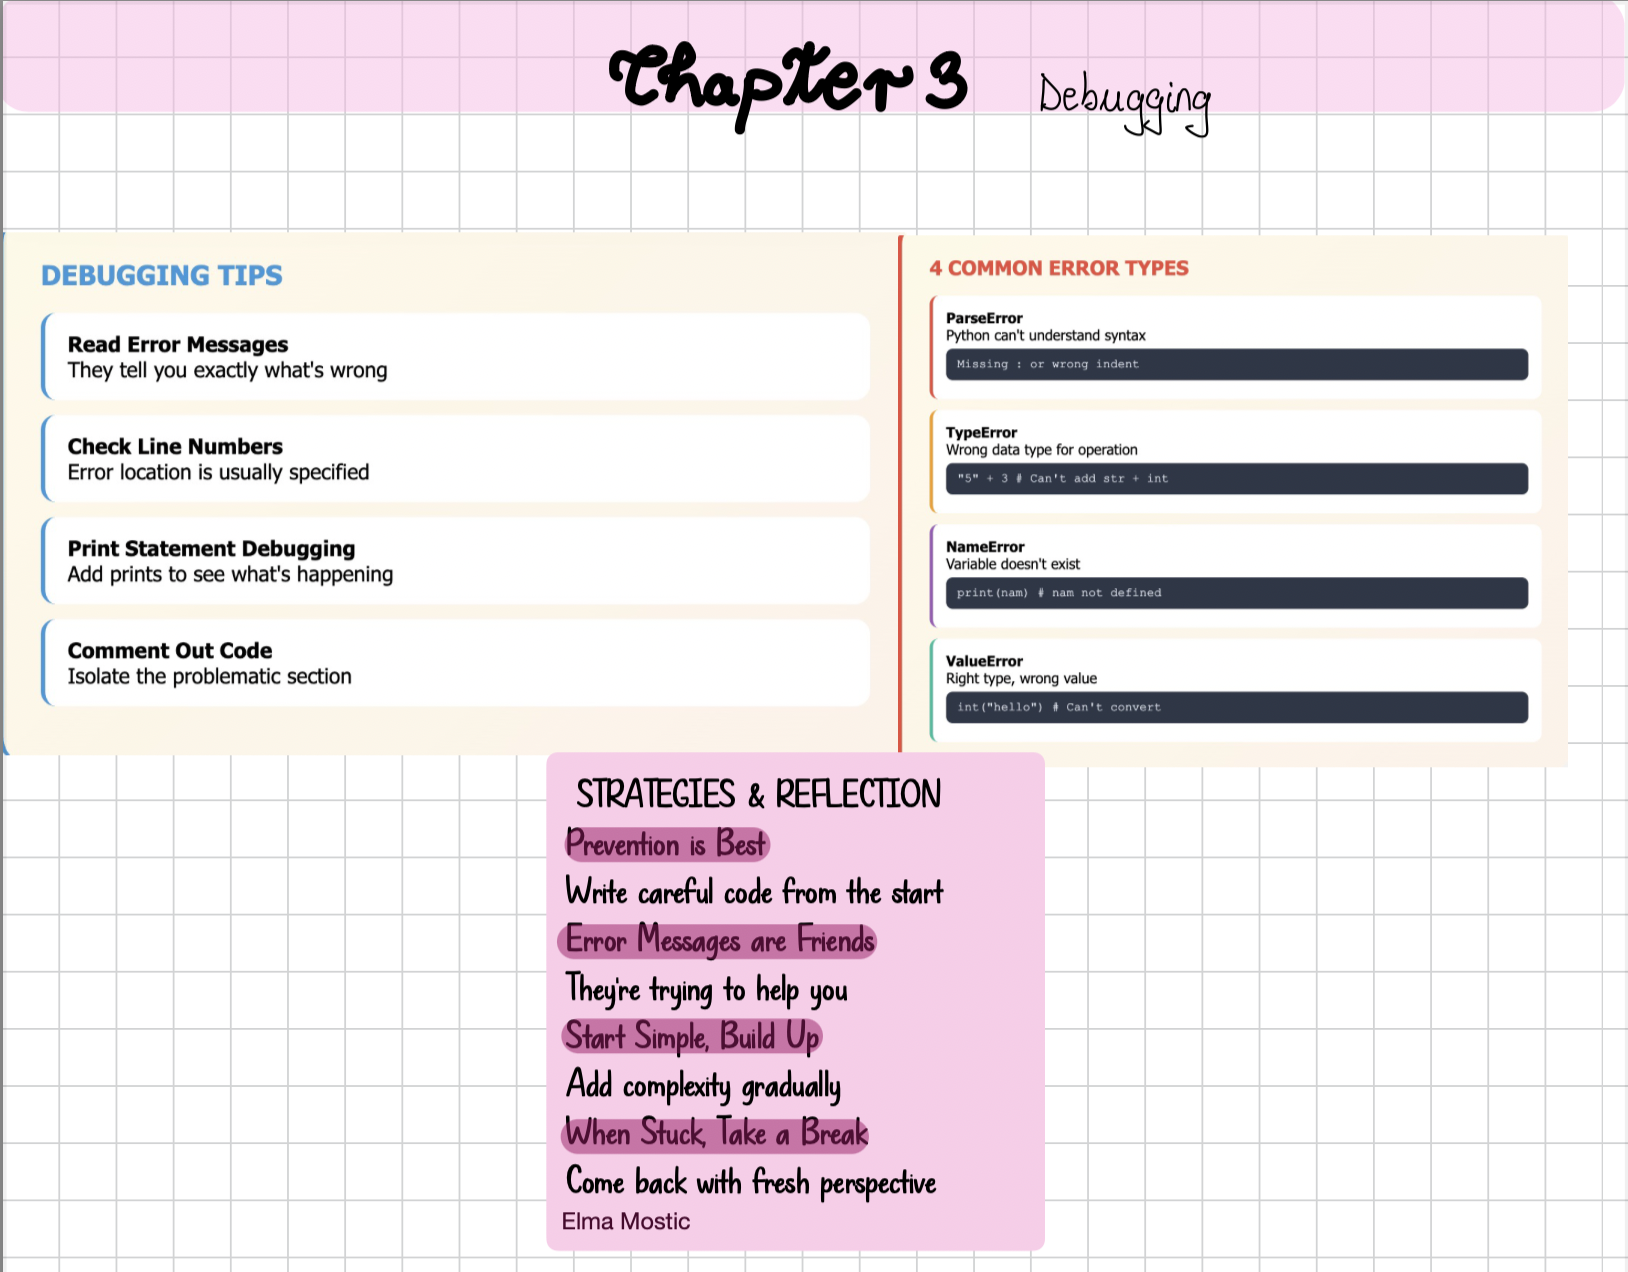 Chapter 3 Debugging
DEBUGGING TIPS
Read Error Messages
They tell you exactly what's wrong
Check Line Numbers
Error location is usually specified
Print Statement Debugging
Add prints to see what's happening
Comment Out Code
Isolate the problematic section
4 COMMON ERROR TYPES
ParseError
Python can't understand syntax
Missing : or wrong indent
TypeError
Wrong data type for operation
"5" + 3 # Can't add str + int
NameError
Variable doesn't exist
print(nam) # nam not defined
ValueError
Right type, wrong value
int("hello") # Can't convert
STRATEGIES & REFLECTION
Prevention is Best
Write careful code from the start
Error Messages are Friends
They're trying to help you
Start Simple, Build Up
Add complexity gradually
When Stuck, Take a Break
Come back with fresh perspective
Elma Mostic